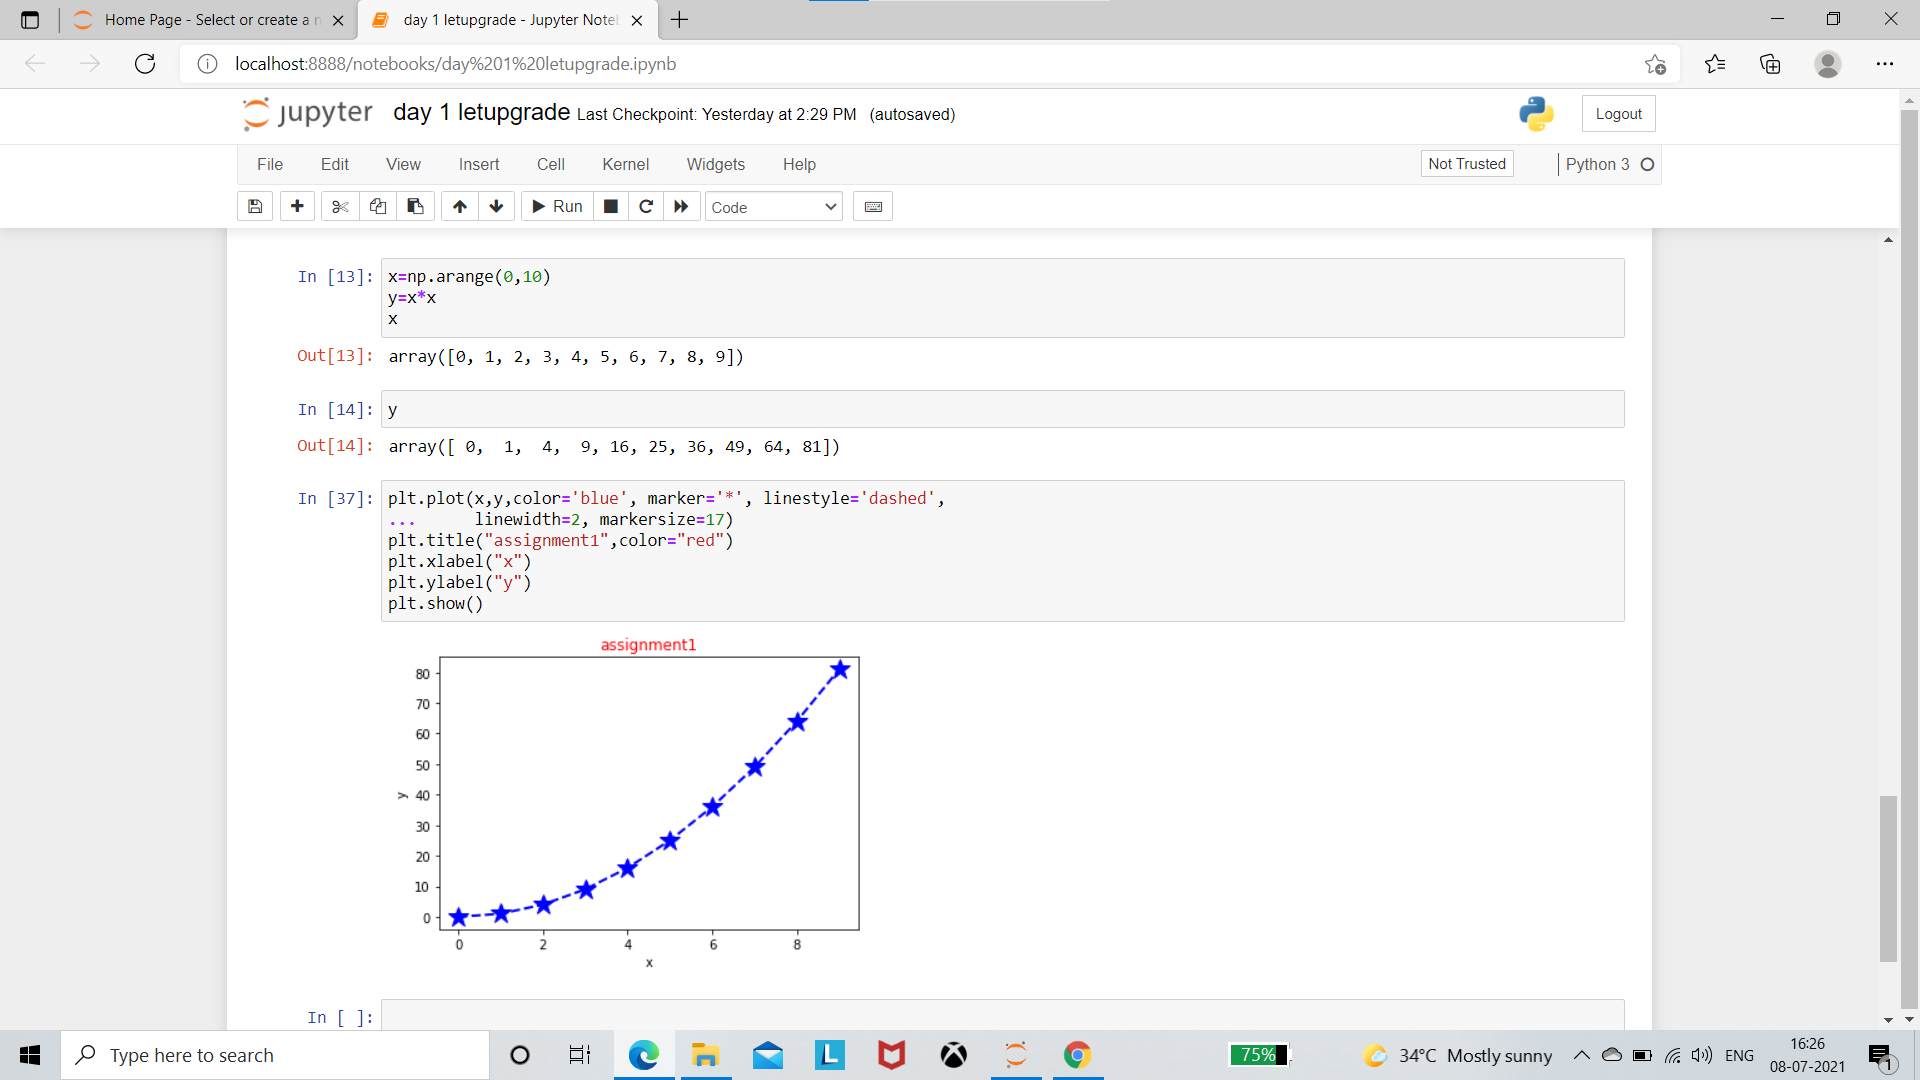 Home Page - Select or create a n
day 1 letupgrade - Jupyter Note
localhost:8888/notebooks/day%201%20letupgrade.ipynb
jupyter day 1 letupgrade Last Checkpoint: Yesterday at 2:29 PM (autosaved)
Logout
File Edit View Insert Cell Kernel Widgets Help
Not Trusted
Python 3
Run
Code
In [13]: x=np.arange(0,10)
y=x*x
x
Out[13]: array([0, 1, 2, 3, 4, 5, 6, 7, 8, 9])
In [14]: y
Out[14]: array([ 0,  1,  4,  9, 16, 25, 36, 49, 64, 81])
In [37]: plt.plot(x,y,color='blue', marker='*', linestyle='dashed',
...      linewidth=2, markersize=17)
plt.title("assignment1",color="red")
plt.xlabel("x")
plt.ylabel("y")
plt.show()
assignment1
80
70
60
50
y 40
30
20
10
0
0 2 4 6 8
x
In [ ]:
Type here to search
L
75%
34°C Mostly sunny
ENG
16:26
08-07-2021
1